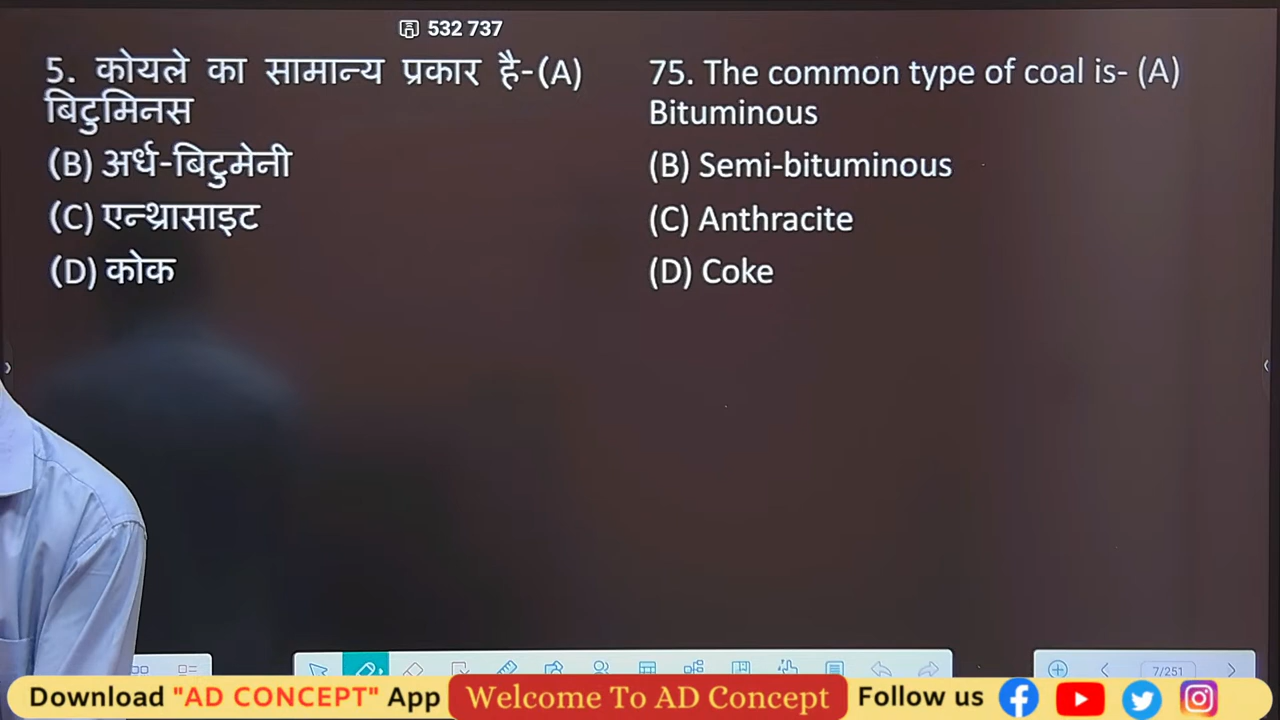 532 737
5. कोयले का सामान्य प्रकार है-(A)
बिटुमिनस
(B) अर्ध-बिटुमेनी
(C) एन्थ्रासाइट
(D) कोक
75. The common type of coal is- (A)
Bituminous
(B) Semi-bituminous
(C) Anthracite
(D) Coke
7/251
Download "AD CONCEPT" App
Welcome To AD Concept
Follow us